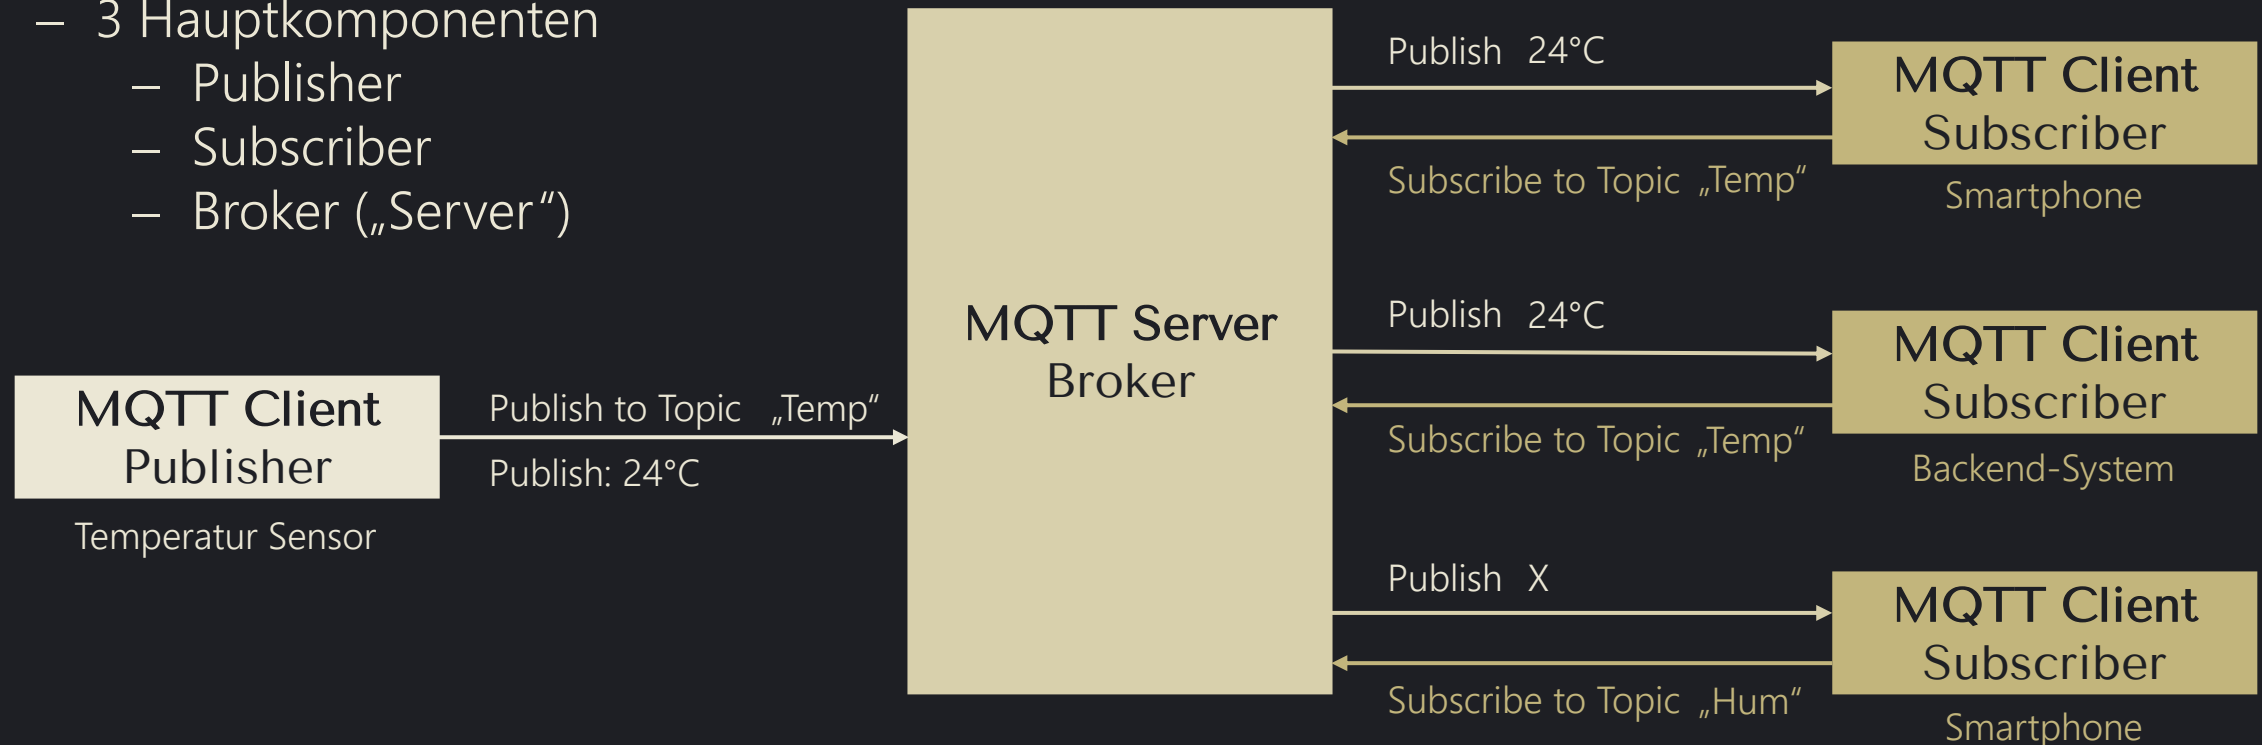 – 3 Hauptkomponenten
– Publisher
– Subscriber
– Broker („Server“)
MQTT Client
Publisher
Temperatur Sensor
Publish to Topic „Temp“
Publish: 24°C
MQTT Server
Broker
Publish 24°C
Subscribe to Topic „Temp“
MQTT Client
Subscriber
Smartphone
Publish 24°C
Subscribe to Topic „Temp“
MQTT Client
Subscriber
Backend-System
Publish X
Subscribe to Topic „Hum“
MQTT Client
Subscriber
Smartphone